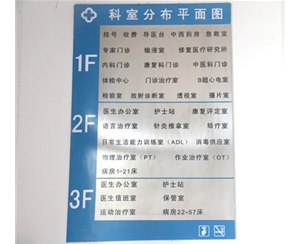 科室分布平面图
1F
挂号 收费 导医台 中西药房 急救室
专家门诊 输液室 修复医疗研究所
内科门诊 康复科门诊 中医科门诊
体检中心 门诊治疗室 B超心电室
检验室 放射诊断室 透视室 摄片室
2F
医生办公室 护士站 康复评定室
语言治疗室 针灸推拿室 蜡疗室
日常生活能力训练室（ADL） 消毒供应室
物理治疗室（PT） 作业治疗室（OT）
病房1-21床
3F
医生办公室 护士站
医生值班室 保管室
运动治疗室 病房22-57床